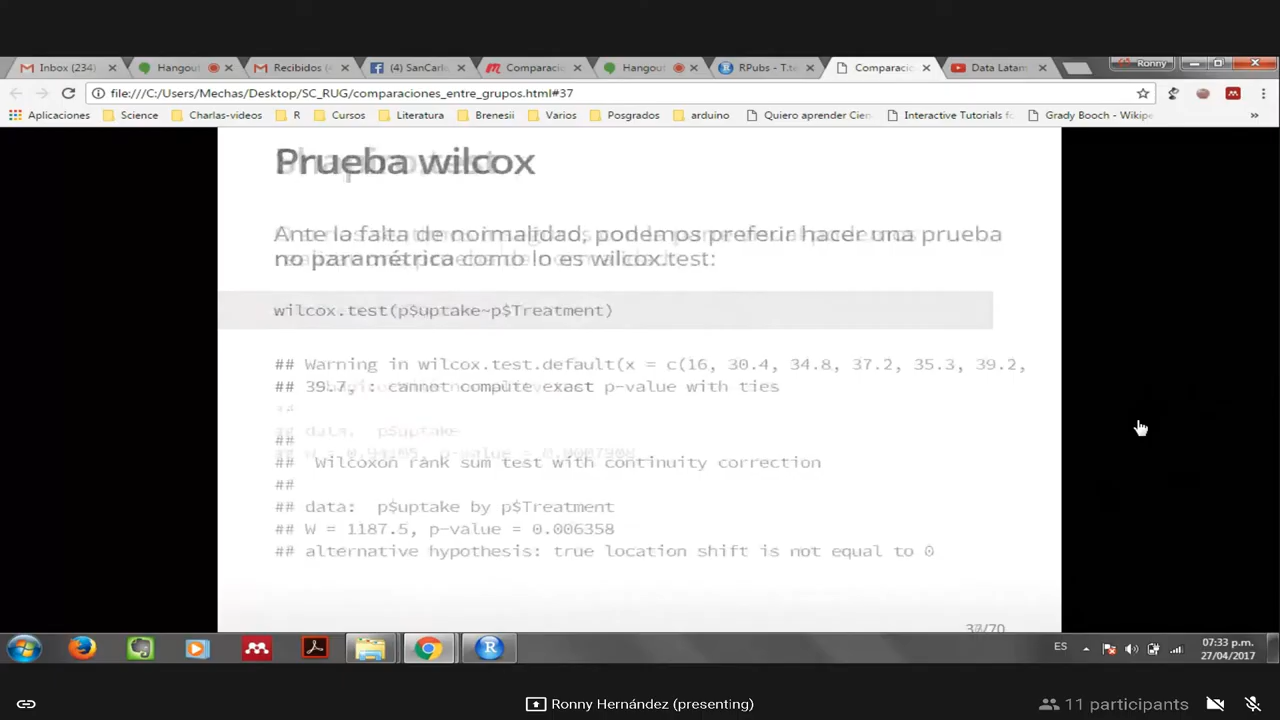 Inbox (234)
Hangout
Recibidos (
(4) SanCarlo
Comparacio
Hangout
RPubs - T.te
Comparacio
Data Latam
Ronny
file:///C:/Users/Mechas/Desktop/SC_RUG/comparaciones_entre_grupos.html#37
Aplicaciones
Science
Charlas-videos
R
Cursos
Literatura
Brenesii
Varios
Posgrados
arduino
Quiero aprender Cien
Interactive Tutorials fo
Grady Booch - Wikipe
»
Prueba wilcox
Ante la falta de normalidad, podemos preferir hacer una prueba
no paramétrica como lo es wilcox.test:
wilcox.test(p$uptake~p$Treatment)
## Warning in wilcox.test.default(x = c(16, 30.4, 34.8, 37.2, 35.3, 39.2,
## 39.7, : cannot compute exact p-value with ties
##
data: p$uptake
##
## Wilcoxon rank sum test with continuity correction
##
## data: p$uptake by p$Treatment
## W = 1187.5, p-value = 0.006358
## alternative hypothesis: true location shift is not equal to 0
/70
ES
07:33 p.m.
27/04/2017
Ronny Hernández (presenting)
11 participants